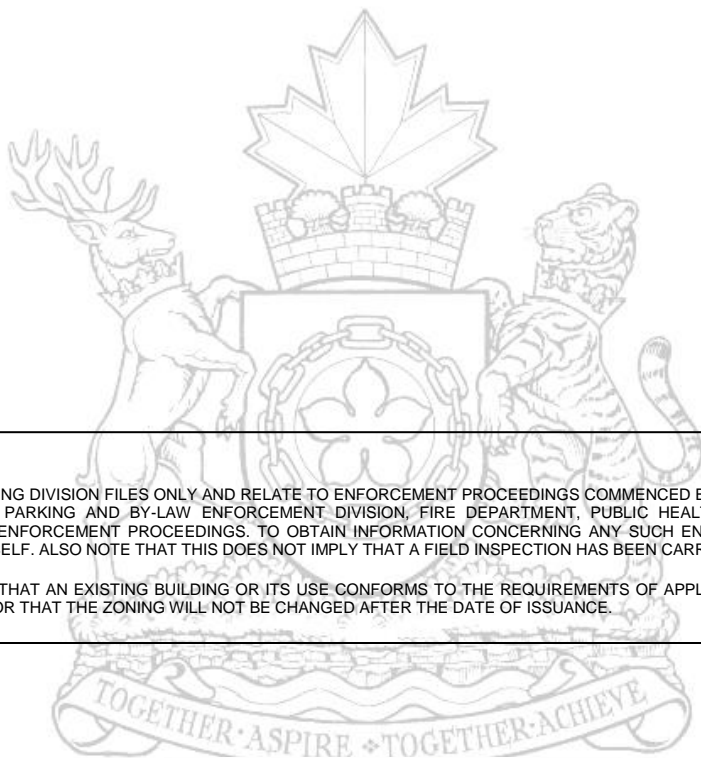 NG DIVISION FILES ONLY AND RELATE TO ENFORCEMENT PROCEEDINGS COMMENCED
PARKING AND BY-LAW ENFORCEMENT DIVISION, FIRE DEPARTMENT, PUBLIC HEAL
ENFORCEMENT PROCEEDINGS. TO OBTAIN INFORMATION CONCERNING ANY SUCH EN
SELF. ALSO NOTE THAT THIS DOES NOT IMPLY THAT A FIELD INSPECTION HAS BEEN CARR
THAT AN EXISTING BUILDING OR ITS USE CONFORMS TO THE REQUIREMENTS OF APPL
OR THAT THE ZONING WILL NOT BE CHANGED AFTER THE DATE OF ISSUANCE.
TOGETHER·ASPIRE TOGETHER·ACHIEVE